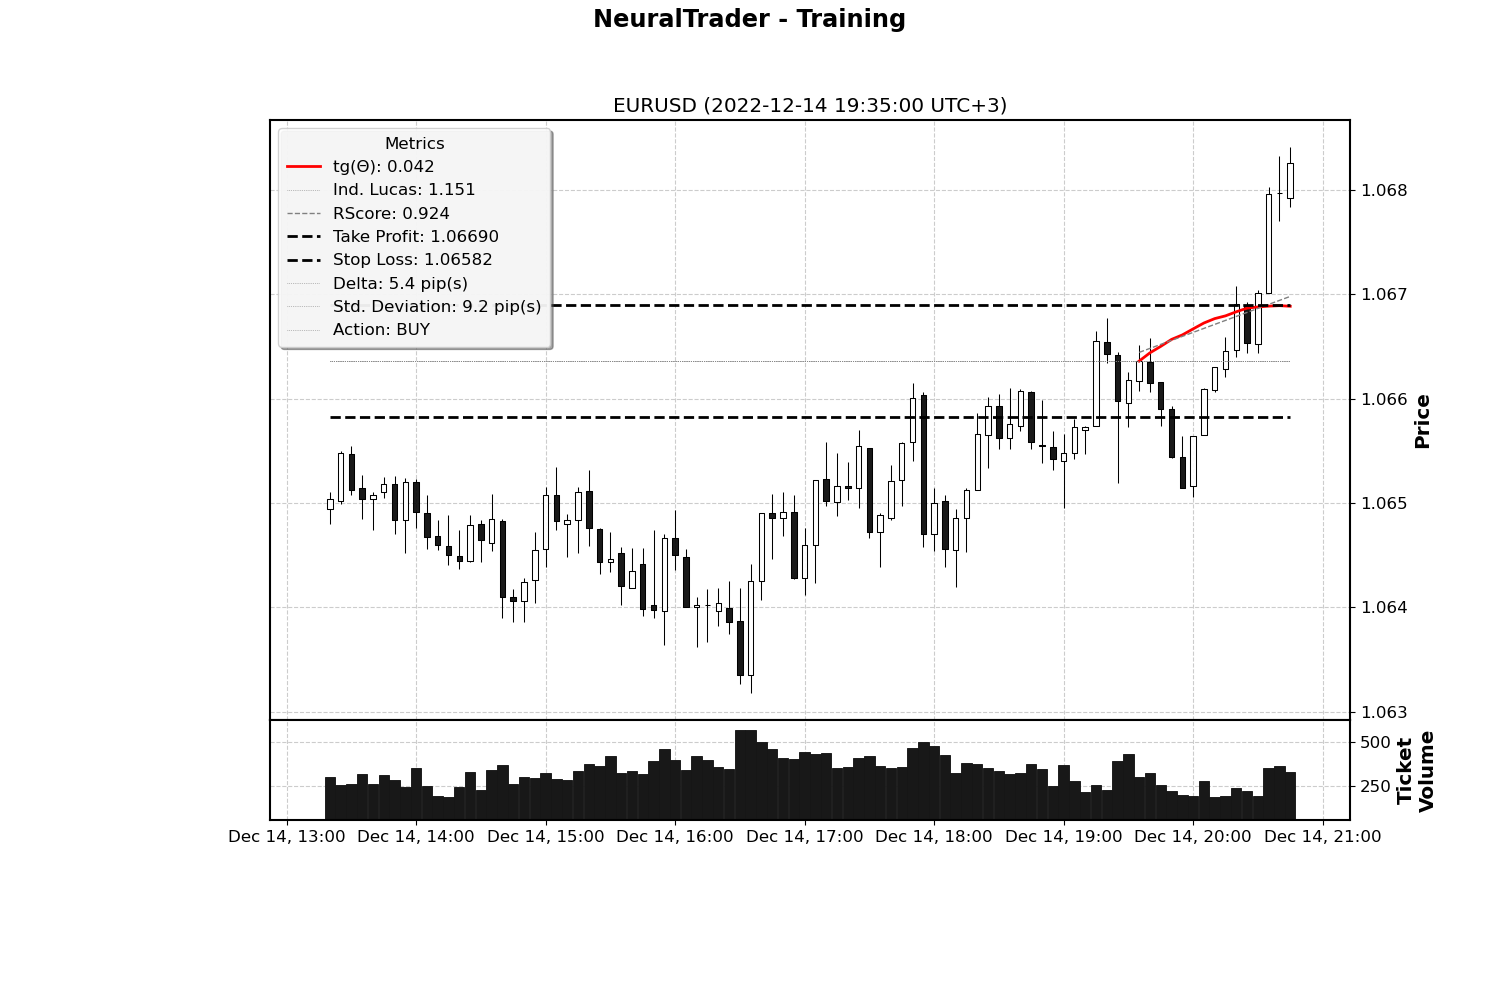 NeuralTrader - Training
EURUSD (2022-12-14 19:35:00 UTC+3)
Metrics
tg(Θ): 0.042
Ind. Lucas: 1.151
RScore: 0.924
Take Profit: 1.06690
Stop Loss: 1.06582
Delta: 5.4 pip(s)
Std. Deviation: 9.2 pip(s)
Action: BUY
1.068
1.067
1.066
1.065
1.064
1.063
Price
500
250
Ticket
Volume
Dec 14, 13:00
Dec 14, 14:00
Dec 14, 15:00
Dec 14, 16:00
Dec 14, 17:00
Dec 14, 18:00
Dec 14, 19:00
Dec 14, 20:00
Dec 14, 21:00